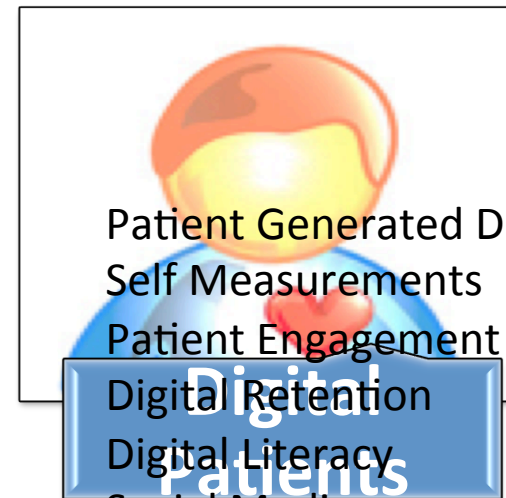 Patient Generated D
Self Measurements
Patient Engagement
Digital
Digital Retention
Digital Literacy
Patients